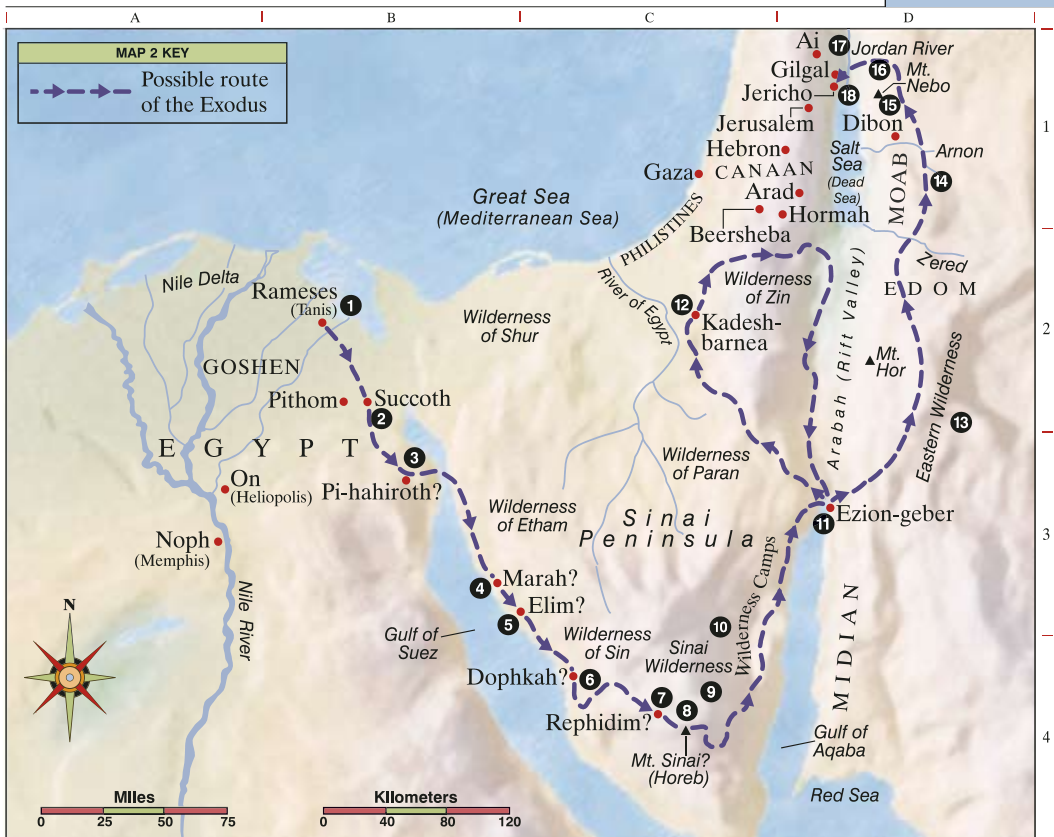 A
B
C
D
MAP 2 KEY
Possible route
of the Exodus
Ai
17
Jordan River
Gilgal
16
Mt.
Nebo
Jericho
18
15
1
Jerusalem
Dibon
Hebron
Salt
Sea
(Dead
Sea)
Arnon
Gaza
CANAAN
MOAB
14
Great Sea
(Mediterranean Sea)
Arad
Hormah
Beersheba
PHILISTINES
Zered
Nile Delta
EDOM
Rameses
(Tanis)
1
Wilderness
of Zin
River of Egypt
12
Kadesh-
barnea
Wilderness
of Shur
2
Arabah (Rift Valley)
Mt.
Hor
Eastern Wilderness
GOSHEN
Pithom
Succoth
2
13
EGYPT
3
Wilderness
of Paran
On
(Heliopolis)
Pi-hahiroth?
Wilderness
of Etham
Sinai
Peninsula
11
Ezion-geber
3
Noph
(Memphis)
Marah?
4
Elim?
5
Wilderness Camps
N
Nile River
Gulf of
Suez
Wilderness
of Sin
10
Sinai
Wilderness
MIDIAN
Dophkah?
6
7
8
9
Rephidim?
4
Mt. Sinai?
(Horeb)
Gulf of
Aqaba
Red Sea
Miles
0 25 50 75
Kilometers
0 40 80 120